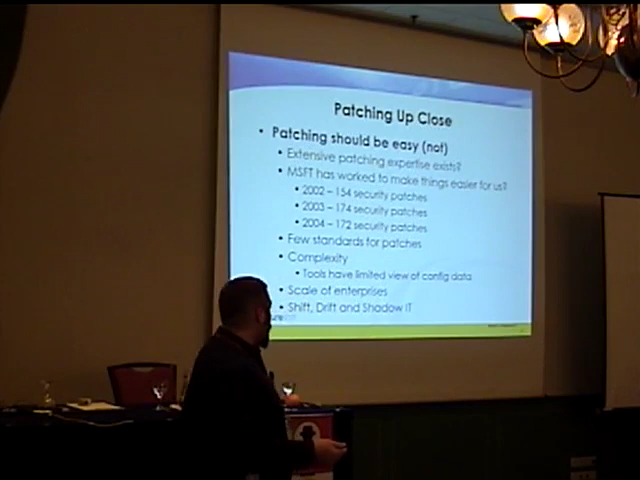 Patching Up Close
• Patching should be easy (not)
• Extensive patching expertise exists?
• MSFT has worked to make things easier for us?
• 2002 – 154 security patches
• 2003 – 174 security patches
• 2004 – 172 security patches
• Few standards for patches
• Complexity
• Tools have limited view of config data
• Scale of enterprises
• Shift, Drift and Shadow IT